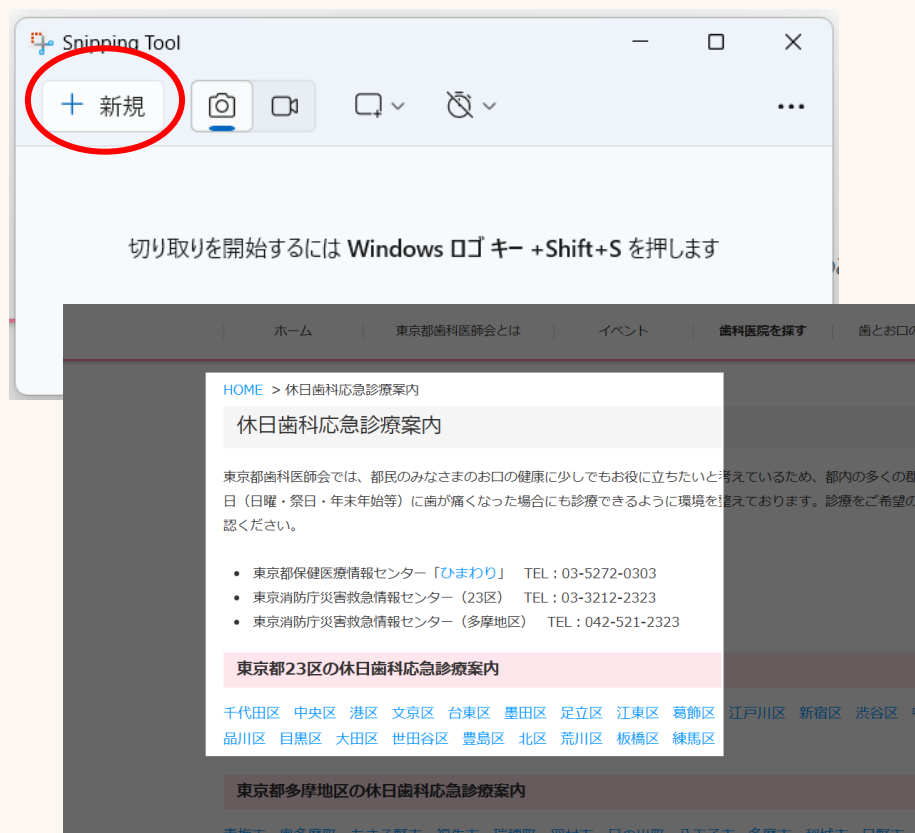 Snipping Tool
新規
切り取りを開始するには Windows ロゴ キー +Shift+S を押します
ホーム 東京都歯科医師会とは イベント 歯科医院を探す 歯とお口の
HOME > 休日歯科応急診療案内
休日歯科応急診療案内
東京都歯科医師会では、都民のみなさまのお口の健康に少しでもお役に立ちたいと考えているため、都内の多くの郡
日（日曜・祭日・年末年始等）に歯が痛くなった場合にも診療できるように環境を整えております。診療をご希望の
認ください。
• 東京都保健医療情報センター「ひまわり」 TEL：03-5272-0303
• 東京消防庁災害救急情報センター（23区） TEL：03-3212-2323
• 東京消防庁災害救急情報センター（多摩地区） TEL：042-521-2323
東京都23区の休日歯科応急診療案内
千代田区 中央区 港区 文京区 台東区 墨田区 足立区 江東区 葛飾区 江戸川区 新宿区 渋谷区
品川区 目黒区 大田区 世田谷区 豊島区 北区 荒川区 板橋区 練馬区
東京都多摩地区の休日歯科応急診療案内